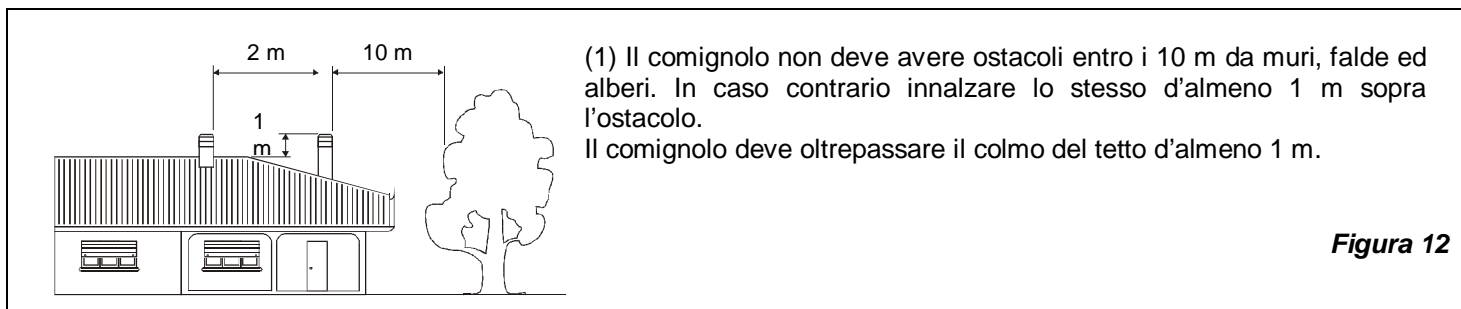 2 m
10 m
1
m
(1) Il comignolo non deve avere ostacoli entro i 10 m da muri, falde ed
alberi. In caso contrario innalzare lo stesso d'almeno 1 m sopra
l'ostacolo.
Il comignolo deve oltrepassare il colmo del tetto d'almeno 1 m.
Figura 12